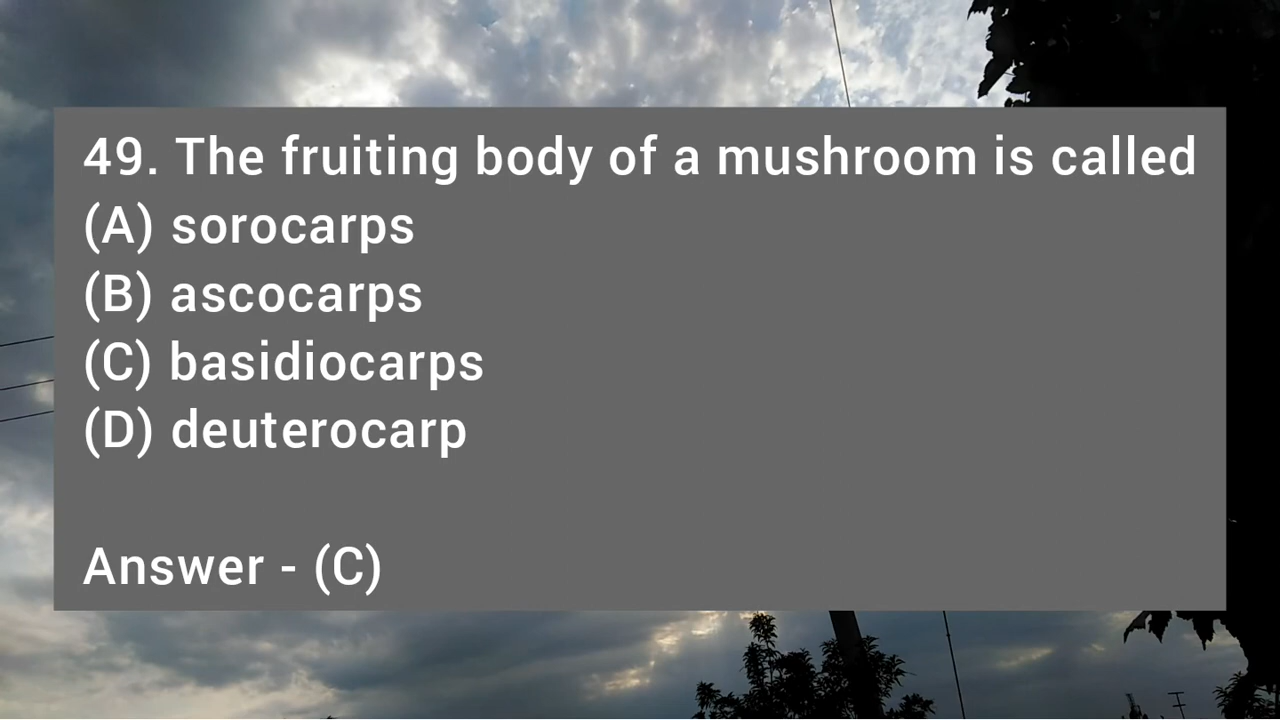 49. The fruiting body of a mushroom is called
(A) sorocarps
(B) ascocarps
(C) basidiocarps
(D) deuterocarp
Answer - (C)